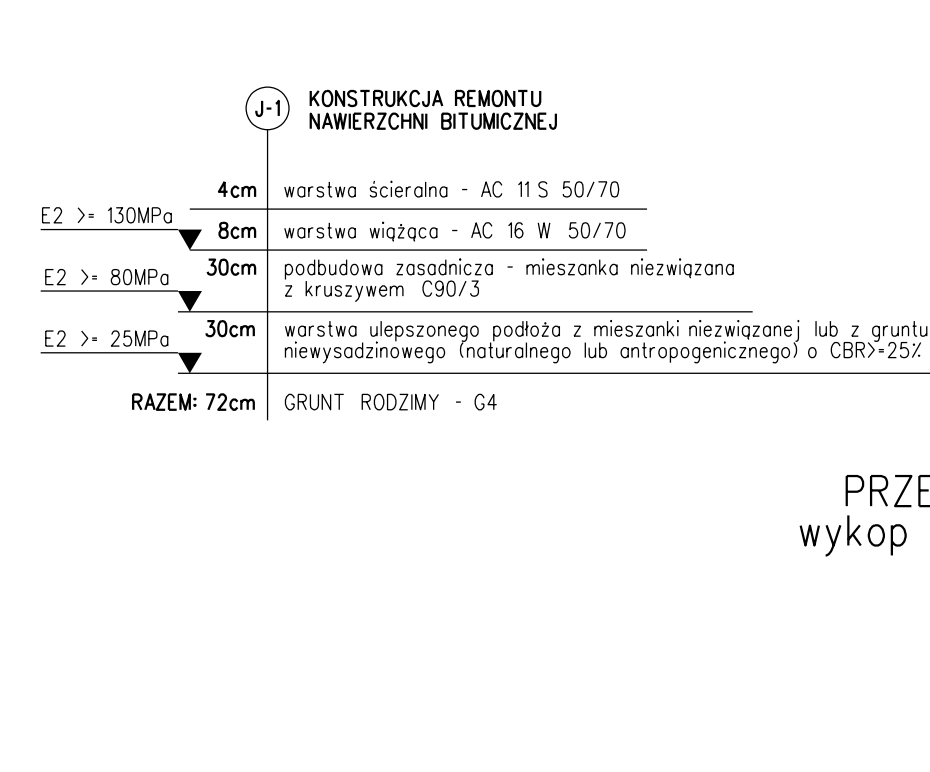 J-1 KONSTRUKCJA REMONTU
NAWIERZCHNI BITUMICZNEJ
4cm warstwa ścieralna - AC 11 S 50/70
E2 >= 130MPa
8cm warstwa wiążąca - AC 16 W 50/70
30cm podbudowa zasadnicza - mieszanka niezwiązana
z kruszywem C90/3
E2 >= 80MPa
30cm warstwa ulepszonego podłoża z mieszanki niezwiązanej lub z gruntu
niewysadzinowego (naturalnego lub antropogenicznego) o CBR>=25%
E2 >= 25MPa
RAZEM: 72cm GRUNT RODZIMY - G4
PRZE
wykop